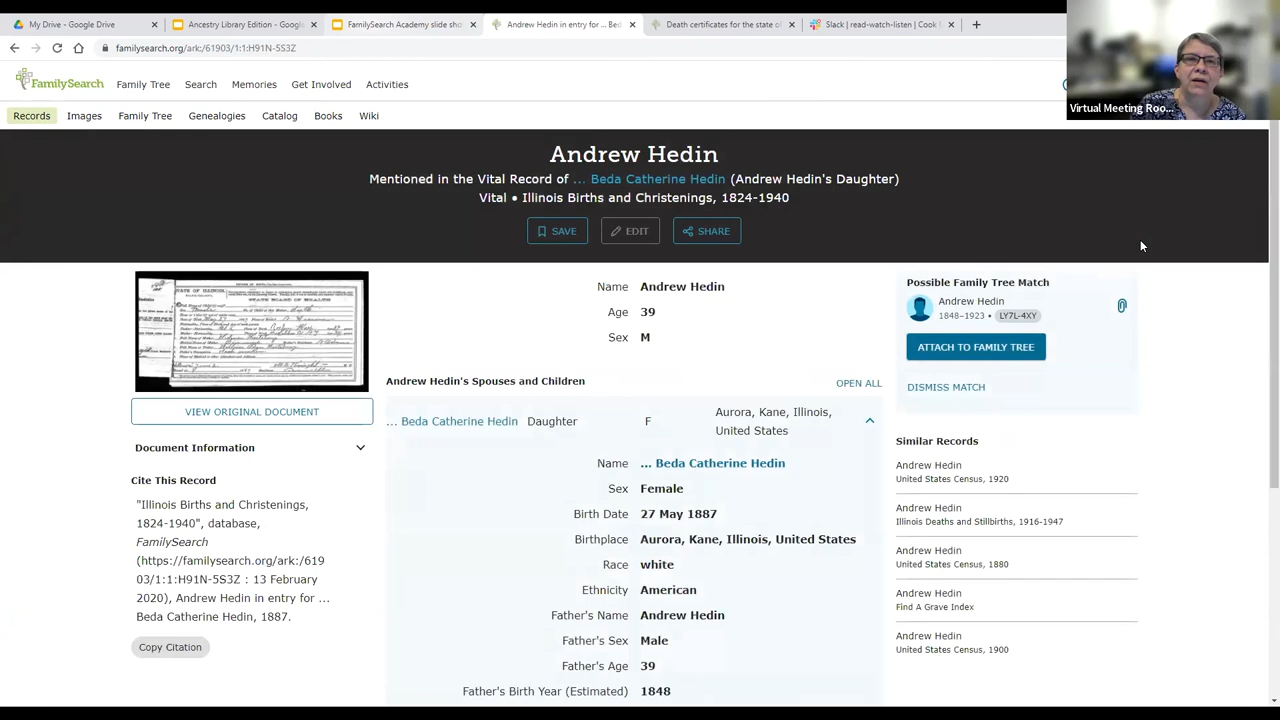 My Drive - Google Drive
Ancestry Library Edition - Google
FamilySearch Academy slide sho
Andrew Hedin in entry for ... Bed
Death certificates for the state of
Slack | read-watch-listen | Cook M
familysearch.org/ark:/61903/1:1:H91N-5S3Z
FamilySearch
Family Tree
Search
Memories
Get Involved
Activities
Virtual Meeting Roo...
Records
Images
Family Tree
Genealogies
Catalog
Books
Wiki
Andrew Hedin
Mentioned in the Vital Record of ... Beda Catherine Hedin (Andrew Hedin's Daughter)
Vital • Illinois Births and Christenings, 1824-1940
SAVE
EDIT
SHARE
VIEW ORIGINAL DOCUMENT
Document Information
Cite This Record
"Illinois Births and Christenings,
1824-1940", database,
FamilySearch
(https://familysearch.org/ark:/619
03/1:1:H91N-5S3Z : 13 February
2020), Andrew Hedin in entry for ...
Beda Catherine Hedin, 1887.
Copy Citation
Name Andrew Hedin
Age 39
Sex M
Andrew Hedin's Spouses and Children
OPEN ALL
... Beda Catherine Hedin Daughter F Aurora, Kane, Illinois,
United States
Name ... Beda Catherine Hedin
Sex Female
Birth Date 27 May 1887
Birthplace Aurora, Kane, Illinois, United States
Race white
Ethnicity American
Father's Name Andrew Hedin
Father's Sex Male
Father's Age 39
Father's Birth Year (Estimated) 1848
Possible Family Tree Match
Andrew Hedin
1848–1923 • LY7L-4XY
ATTACH TO FAMILY TREE
DISMISS MATCH
Similar Records
Andrew Hedin
United States Census, 1920
Andrew Hedin
Illinois Deaths and Stillbirths, 1916-1947
Andrew Hedin
United States Census, 1880
Andrew Hedin
Find A Grave Index
Andrew Hedin
United States Census, 1900